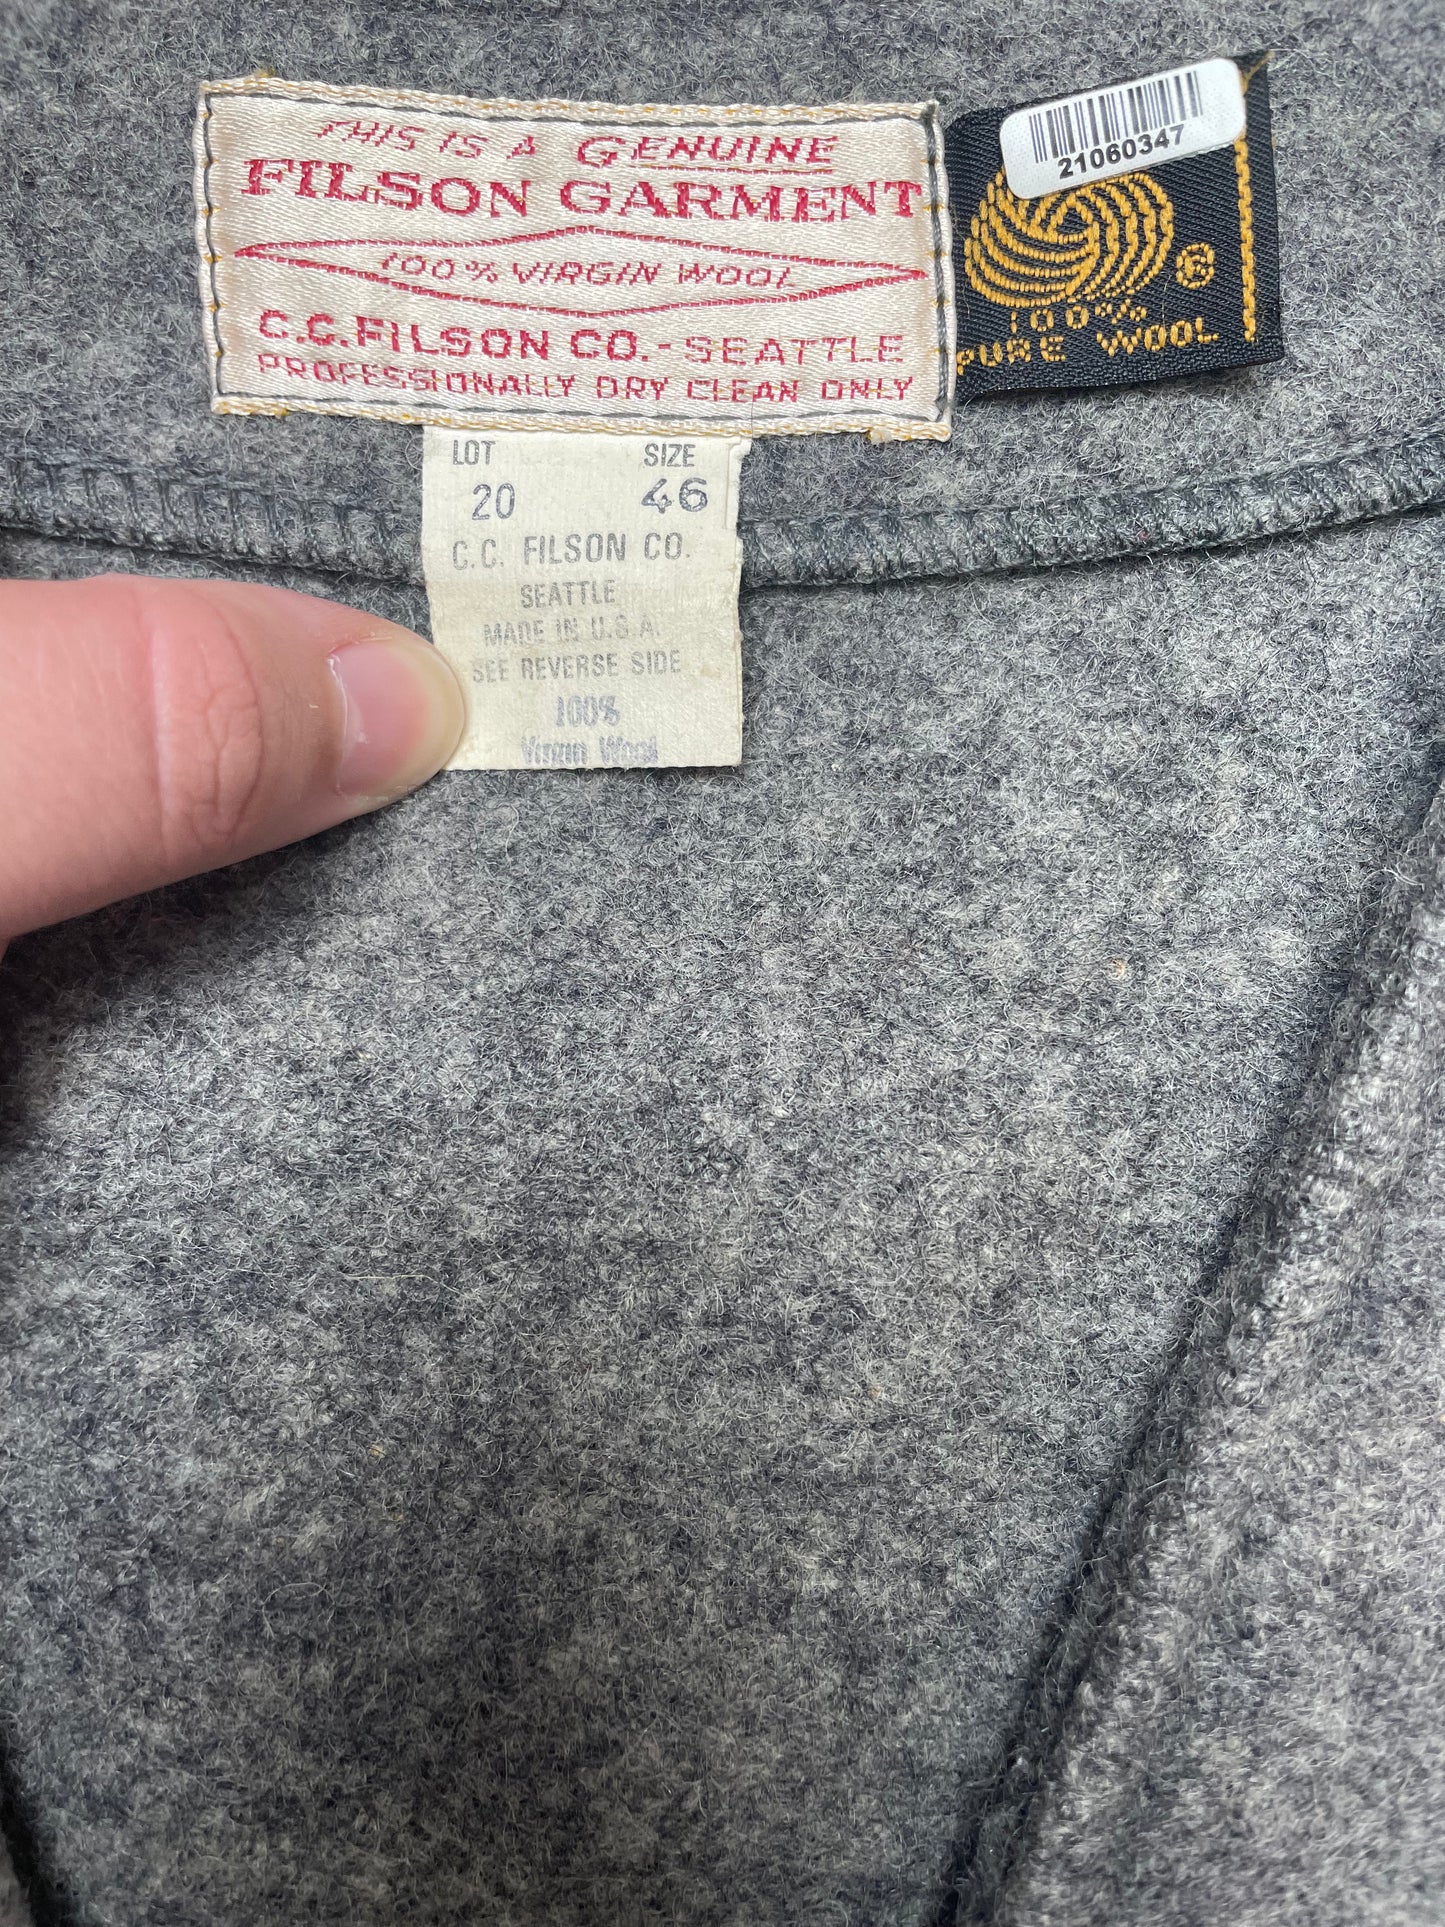 THIS IS A GENUINE
FILSON GARMENT
100% VIRGIN WOOL
C.C. FILSON CO. - SEATTLE
PROFESSIONALLY DRY CLEAN ONLY
21060347
®
100%
PURE WOOL
LOT SIZE
20 46
C.C. FILSON CO.
SEATTLE
MADE IN U.S.A.
SEE REVERSE SIDE
100%
Virgin Wool